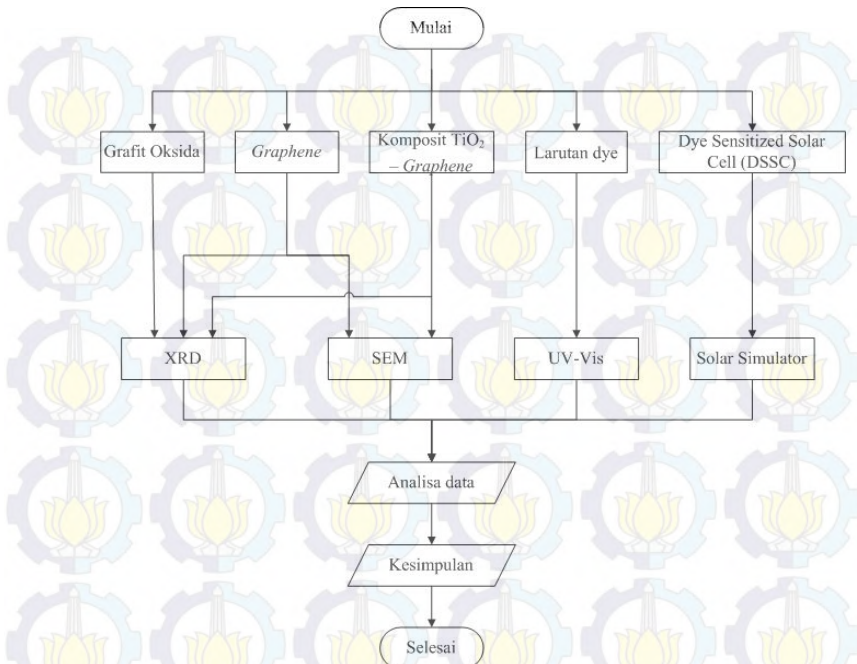 Mulai
Grafit Oksida
Graphene
Komposit TiO₂
– Graphene
Larutan dye
Dye Sensitized Solar
Cell (DSSC)
XRD
SEM
UV-Vis
Solar Simulator
Analisa data
Kesimpulan
Selesai